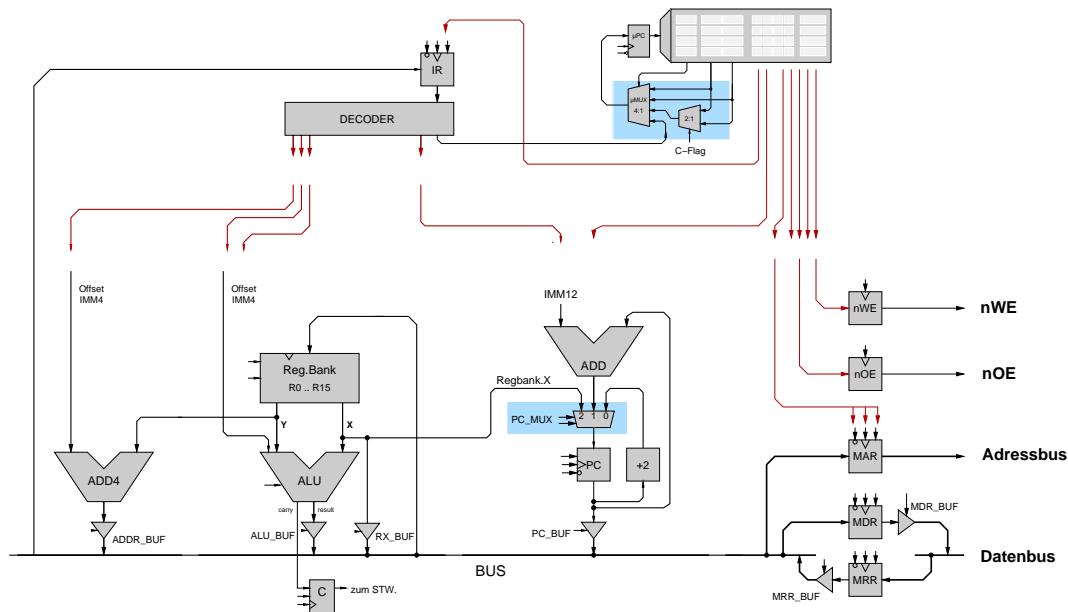 µPC
IR
µMUX
4:1
2:1
DECODER
C−Flag
Offset
IMM4
Offset
IMM4
IMM12
nWE
nWE
ADD
Reg.Bank
R0 .. R15
nOE
nOE
Regbank.X
PC_MUX
2 1 0
Y
X
ADD4
ALU
PC
+2
MAR
Adressbus
carry
result
MDR_BUF
MDR
ADDR_BUF
ALU_BUF
RX_BUF
PC_BUF
BUS
Datenbus
MRR
MRR_BUF
C
zum STW.